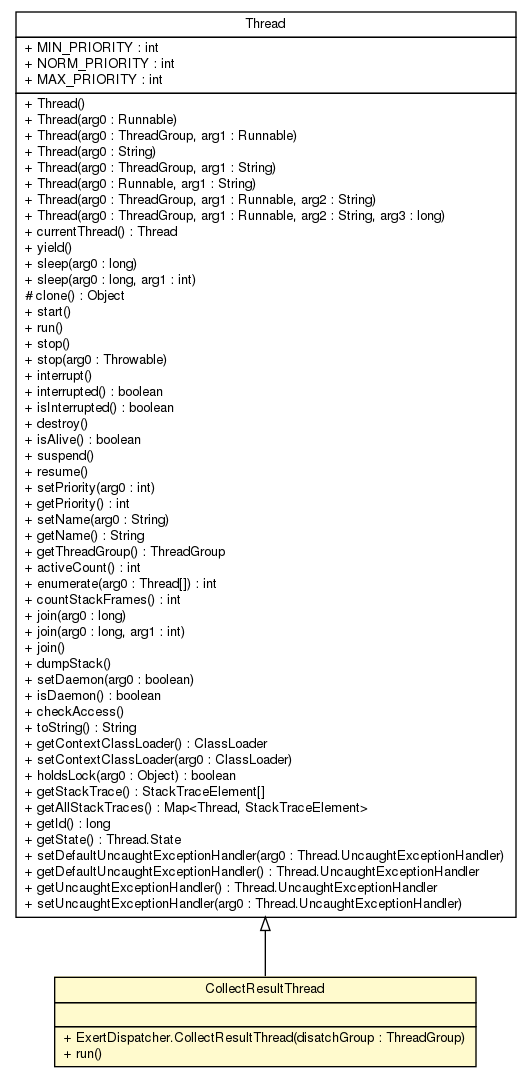 Thread
+ MIN_PRIORITY : int
+ NORM_PRIORITY : int
+ MAX_PRIORITY : int
+ Thread()
+ Thread(arg0 : Runnable)
+ Thread(arg0 : ThreadGroup, arg1 : Runnable)
+ Thread(arg0 : String)
+ Thread(arg0 : ThreadGroup, arg1 : String)
+ Thread(arg0 : Runnable, arg1 : String)
+ Thread(arg0 : ThreadGroup, arg1 : Runnable, arg2 : String)
+ Thread(arg0 : ThreadGroup, arg1 : Runnable, arg2 : String, arg3 : long)
+ currentThread() : Thread
+ yield()
+ sleep(arg0 : long)
+ sleep(arg0 : long, arg1 : int)
# clone() : Object
+ start()
+ run()
+ stop()
+ stop(arg0 : Throwable)
+ interrupt()
+ interrupted() : boolean
+ isInterrupted() : boolean
+ destroy()
+ isAlive() : boolean
+ suspend()
+ resume()
+ setPriority(arg0 : int)
+ getPriority() : int
+ setName(arg0 : String)
+ getName() : String
+ getThreadGroup() : ThreadGroup
+ activeCount() : int
+ enumerate(arg0 : Thread[]) : int
+ countStackFrames() : int
+ join(arg0 : long)
+ join(arg0 : long, arg1 : int)
+ join()
+ dumpStack()
+ setDaemon(arg0 : boolean)
+ isDaemon() : boolean
+ checkAccess()
+ toString() : String
+ getContextClassLoader() : ClassLoader
+ setContextClassLoader(arg0 : ClassLoader)
+ holdsLock(arg0 : Object) : boolean
+ getStackTrace() : StackTraceElement[]
+ getAllStackTraces() : Map<Thread, StackTraceElement>
+ getId() : long
+ getState() : Thread.State
+ setDefaultUncaughtExceptionHandler(arg0 : Thread.UncaughtExceptionHandler)
+ getDefaultUncaughtExceptionHandler() : Thread.UncaughtExceptionHandler
+ getUncaughtExceptionHandler() : Thread.UncaughtExceptionHandler
+ setUncaughtExceptionHandler(arg0 : Thread.UncaughtExceptionHandler)
CollectResultThread
+ ExertDispatcher.CollectResultThread(disatchGroup : ThreadGroup)
+ run()